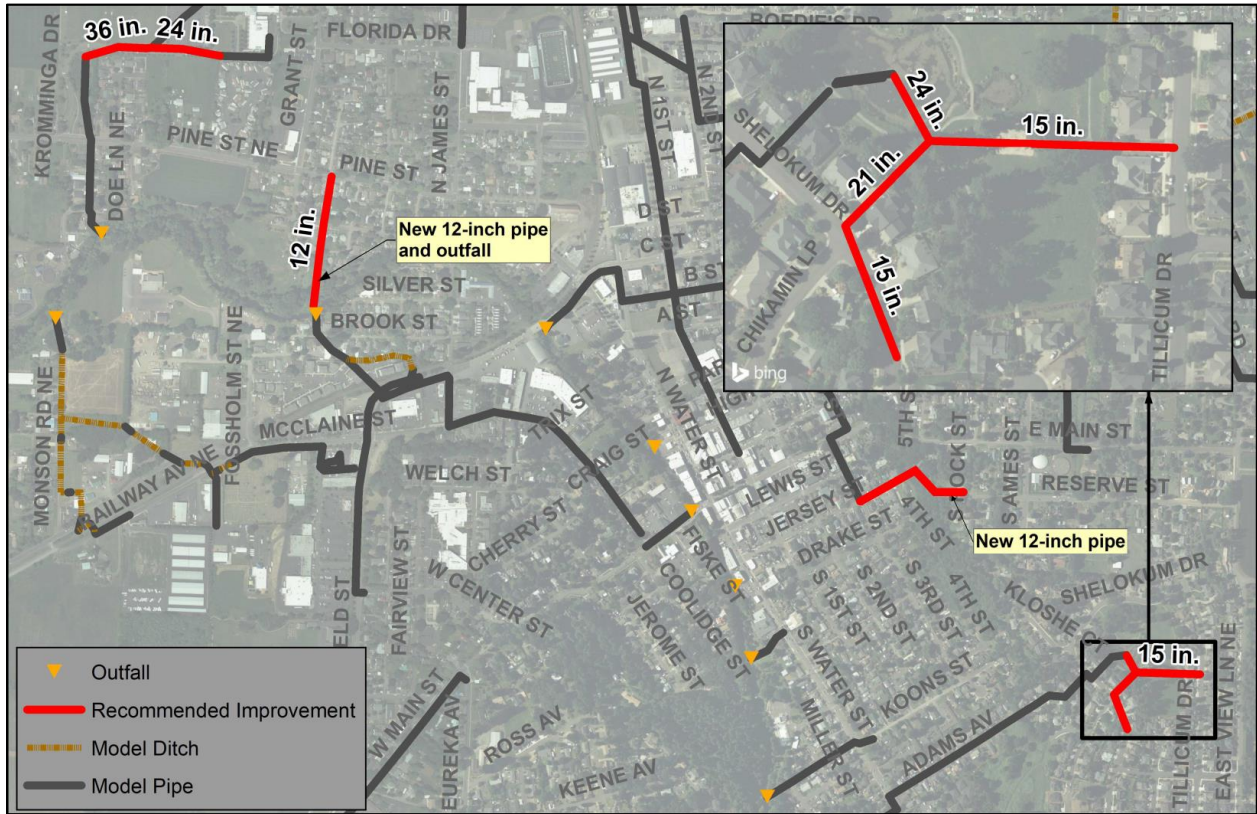 KROMMINGA DR
36 in.
24 in.
GRANT ST
FLORIDA DR
N JAMES ST
N 1ST ST
N 2ND ST
DOE LN NE
PINE ST NE
PINE ST
12 in.
New 12-inch pipe
and outfall
D ST
C ST
B ST
A ST
SILVER ST
BROOK ST
MONSON RD NE
FOSSHOLM ST NE
MCCLAINE ST
RAILWAY AV NE
WELCH ST
TRIX ST
CRAIG ST
CHERRY ST
N WATER ST
FAIRVIEW ST
W CENTER ST
FISKE ST
COOLIDGE ST
JEROME ST
LEWIS ST
JERSEY ST
DRAKE ST
S 1ST ST
S 2ND ST
S 3RD ST
4TH ST
4TH ST
5TH S
E MAIN ST
S AMES ST
RESERVE ST
New 12-inch pipe
SHELOKUM DR
KLOSHE CT
S WATER ST
KOONS ST
MILLER ST
ADAMS AV
15 in.
TILLICUM DR
EAST VIEW LN NE
W MAIN ST
EUREKA AV
ROSS AV
KEENE AV
24 in.
15 in.
SHELOKUM DR
21 in.
CHIKAMIN LP
15 in.
TILLICUM DR
bing
Outfall
Recommended Improvement
Model Ditch
Model Pipe